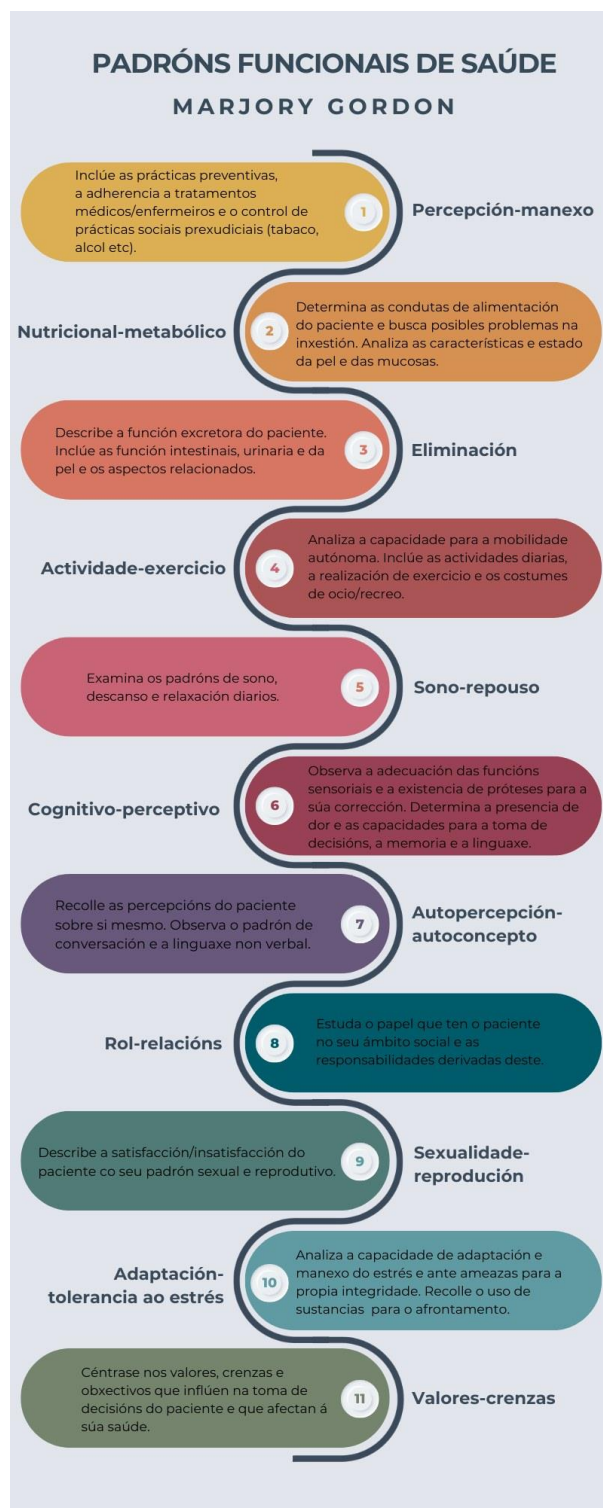 PADRÓNS FUNCIONAIS DE SAÚDE
MARJORY GORDON
Inclúe as prácticas preventivas,
a adherencia a tratamentos
médicos/enfermeiros e o control de
prácticas sociais prexudiciais (tabaco,
alcol etc).
1
Percepción-manexo
Nutricional-metabólico
2
Determina as condutas de alimentación
do paciente e busca posibles problemas na
inxestión. Analiza as características e estado
da pel e das mucosas.
Describe a función excretora do paciente.
Inclúe as función intestinais, urinaria e da
pel e os aspectos relacionados.
3
Eliminación
Actividade-exercicio
4
Analiza a capacidade para a mobilidade
autónoma. Inclúe as actividades diarias,
a realización de exercicio e os costumes
de ocio/recreo.
Examina os padróns de sono,
descanso e relaxación diarios.
5
Sono-repouso
Cognitivo-perceptivo
6
Observa a adecuación das funcións
sensoriais e a existencia de próteses para a
súa corrección. Determina a presencia de
dor e as capacidades para a toma de
decisións, a memoria e a linguaxe.
Recolle as percepcións do paciente
sobre si mesmo. Observa o padrón de
conversación e a linguaxe non verbal.
7
Autopercepción-
autoconcepto
Rol-relacións
8
Estuda o papel que ten o paciente
no seu ámbito social e as
responsabilidades derivadas deste.
Describe a satisfacción/insatisfacción do
paciente co seu padrón sexual e reprodutivo.
9
Sexualidade-
reprodución
Adaptación-
tolerancia ao estrés
10
Analiza a capacidade de adaptación e
manexo do estrés e ante ameazas para a
propia integridade. Recolle o uso de
sustancias para o afrontamento.
Céntrase nos valores, crenzas e
obxectivos que inflúen na toma de
decisións do paciente e que afectan á
súa saúde.
11
Valores-crenzas